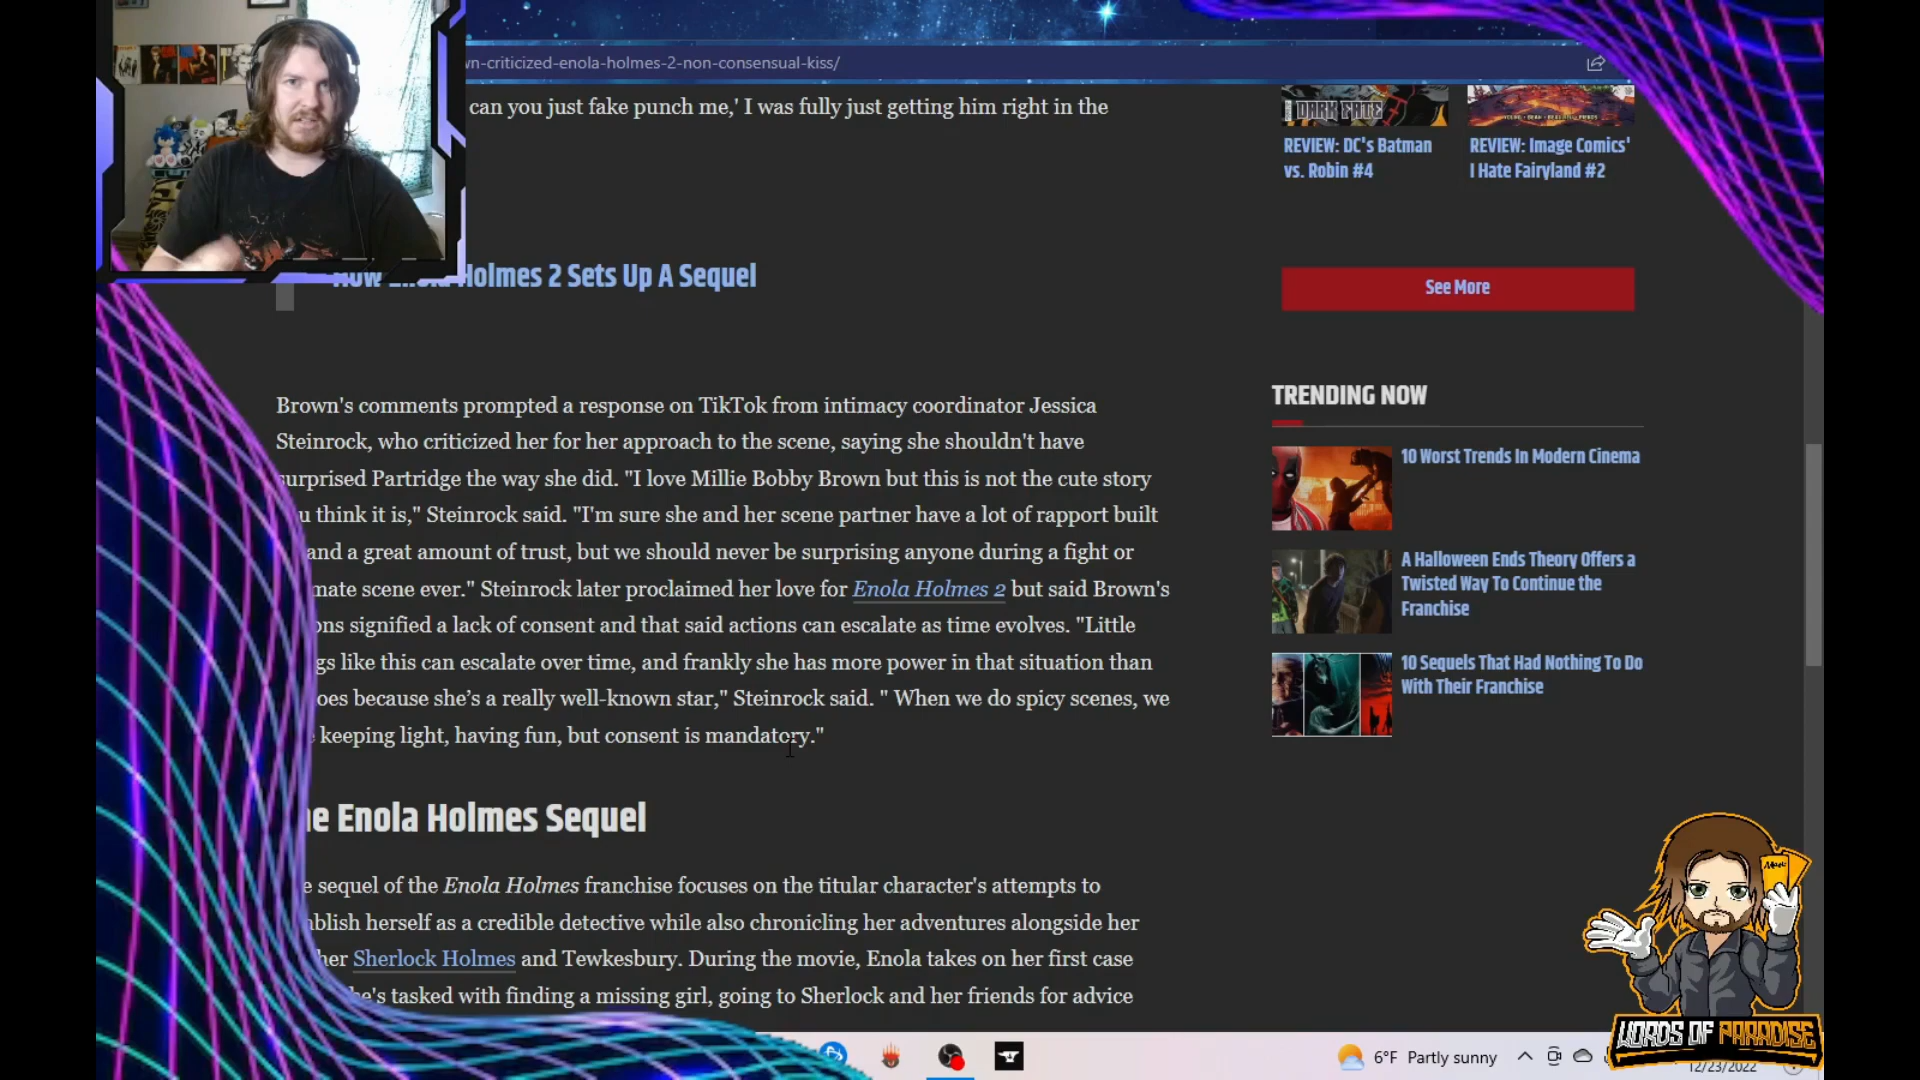 wn-criticized-enola-holmes-2-non-consensual-kiss/
can you just fake punch me,' I was fully just getting him right in the
DARK FATE
REVIEW: DC's Batman
vs. Robin #4
REVIEW: Image Comics'
I Hate Fairyland #2
How Enola Holmes 2 Sets Up A Sequel
See More
Brown's comments prompted a response on TikTok from intimacy coordinator Jessica
Steinrock, who criticized her for her approach to the scene, saying she shouldn't have
surprised Partridge the way she did. "I love Millie Bobby Brown but this is not the cute story
u think it is," Steinrock said. "I'm sure she and her scene partner have a lot of rapport built
and a great amount of trust, but we should never be surprising anyone during a fight or
mate scene ever." Steinrock later proclaimed her love for Enola Holmes 2 but said Brown's
ons signified a lack of consent and that said actions can escalate as time evolves. "Little
gs like this can escalate over time, and frankly she has more power in that situation than
oes because she's a really well-known star," Steinrock said. " When we do spicy scenes, we
keeping light, having fun, but consent is mandatory."
TRENDING NOW
10 Worst Trends In Modern Cinema
A Halloween Ends Theory Offers a
Twisted Way To Continue the
Franchise
10 Sequels That Had Nothing To Do
With Their Franchise
he Enola Holmes Sequel
e sequel of the Enola Holmes franchise focuses on the titular character's attempts to
blish herself as a credible detective while also chronicling her adventures alongside her
her Sherlock Holmes and Tewkesbury. During the movie, Enola takes on her first case
he's tasked with finding a missing girl, going to Sherlock and her friends for advice
WORDS OF PARADISE
6°F Partly sunny
12/23/2022